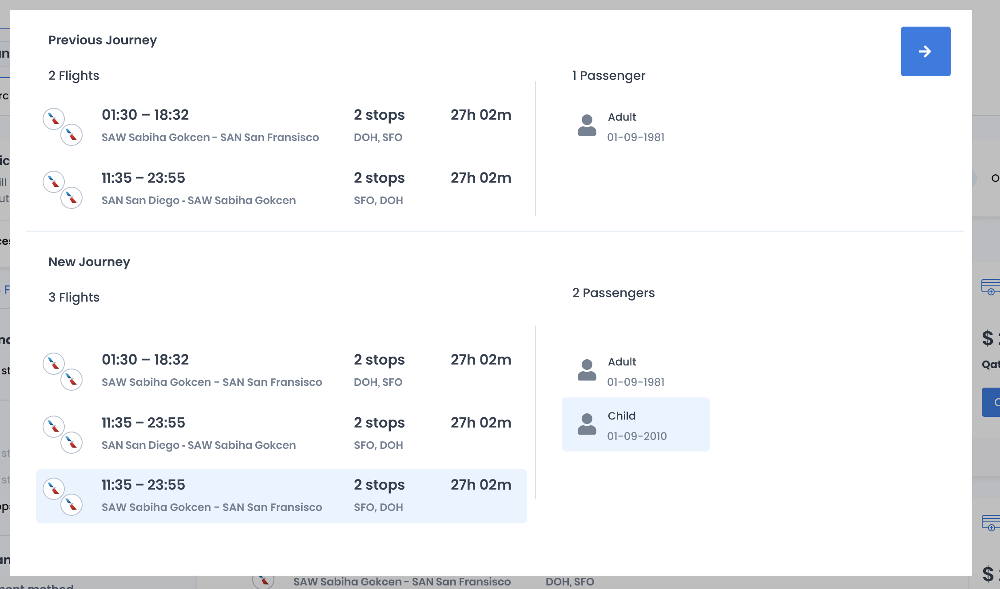 Previous Journey
2 Flights
1 Passenger
01:30 – 18:32
2 stops
27h 02m
SAW Sabiha Gokcen - SAN San Fransisco
DOH, SFO
Adult
01-09-1981
11:35 – 23:55
2 stops
27h 02m
SAN San Diego - SAW Sabiha Gokcen
SFO, DOH
New Journey
3 Flights
2 Passengers
01:30 – 18:32
2 stops
27h 02m
SAW Sabiha Gokcen - SAN San Fransisco
DOH, SFO
Adult
01-09-1981
11:35 – 23:55
2 stops
27h 02m
SAN San Diego - SAW Sabiha Gokcen
SFO, DOH
Child
01-09-2010
11:35 – 23:55
2 stops
27h 02m
SAW Sabiha Gokcen - SAN San Fransisco
SFO, DOH
SAW Sabiha Gokcen - SAN San Fransisco
DOH, SFO
method
$
$